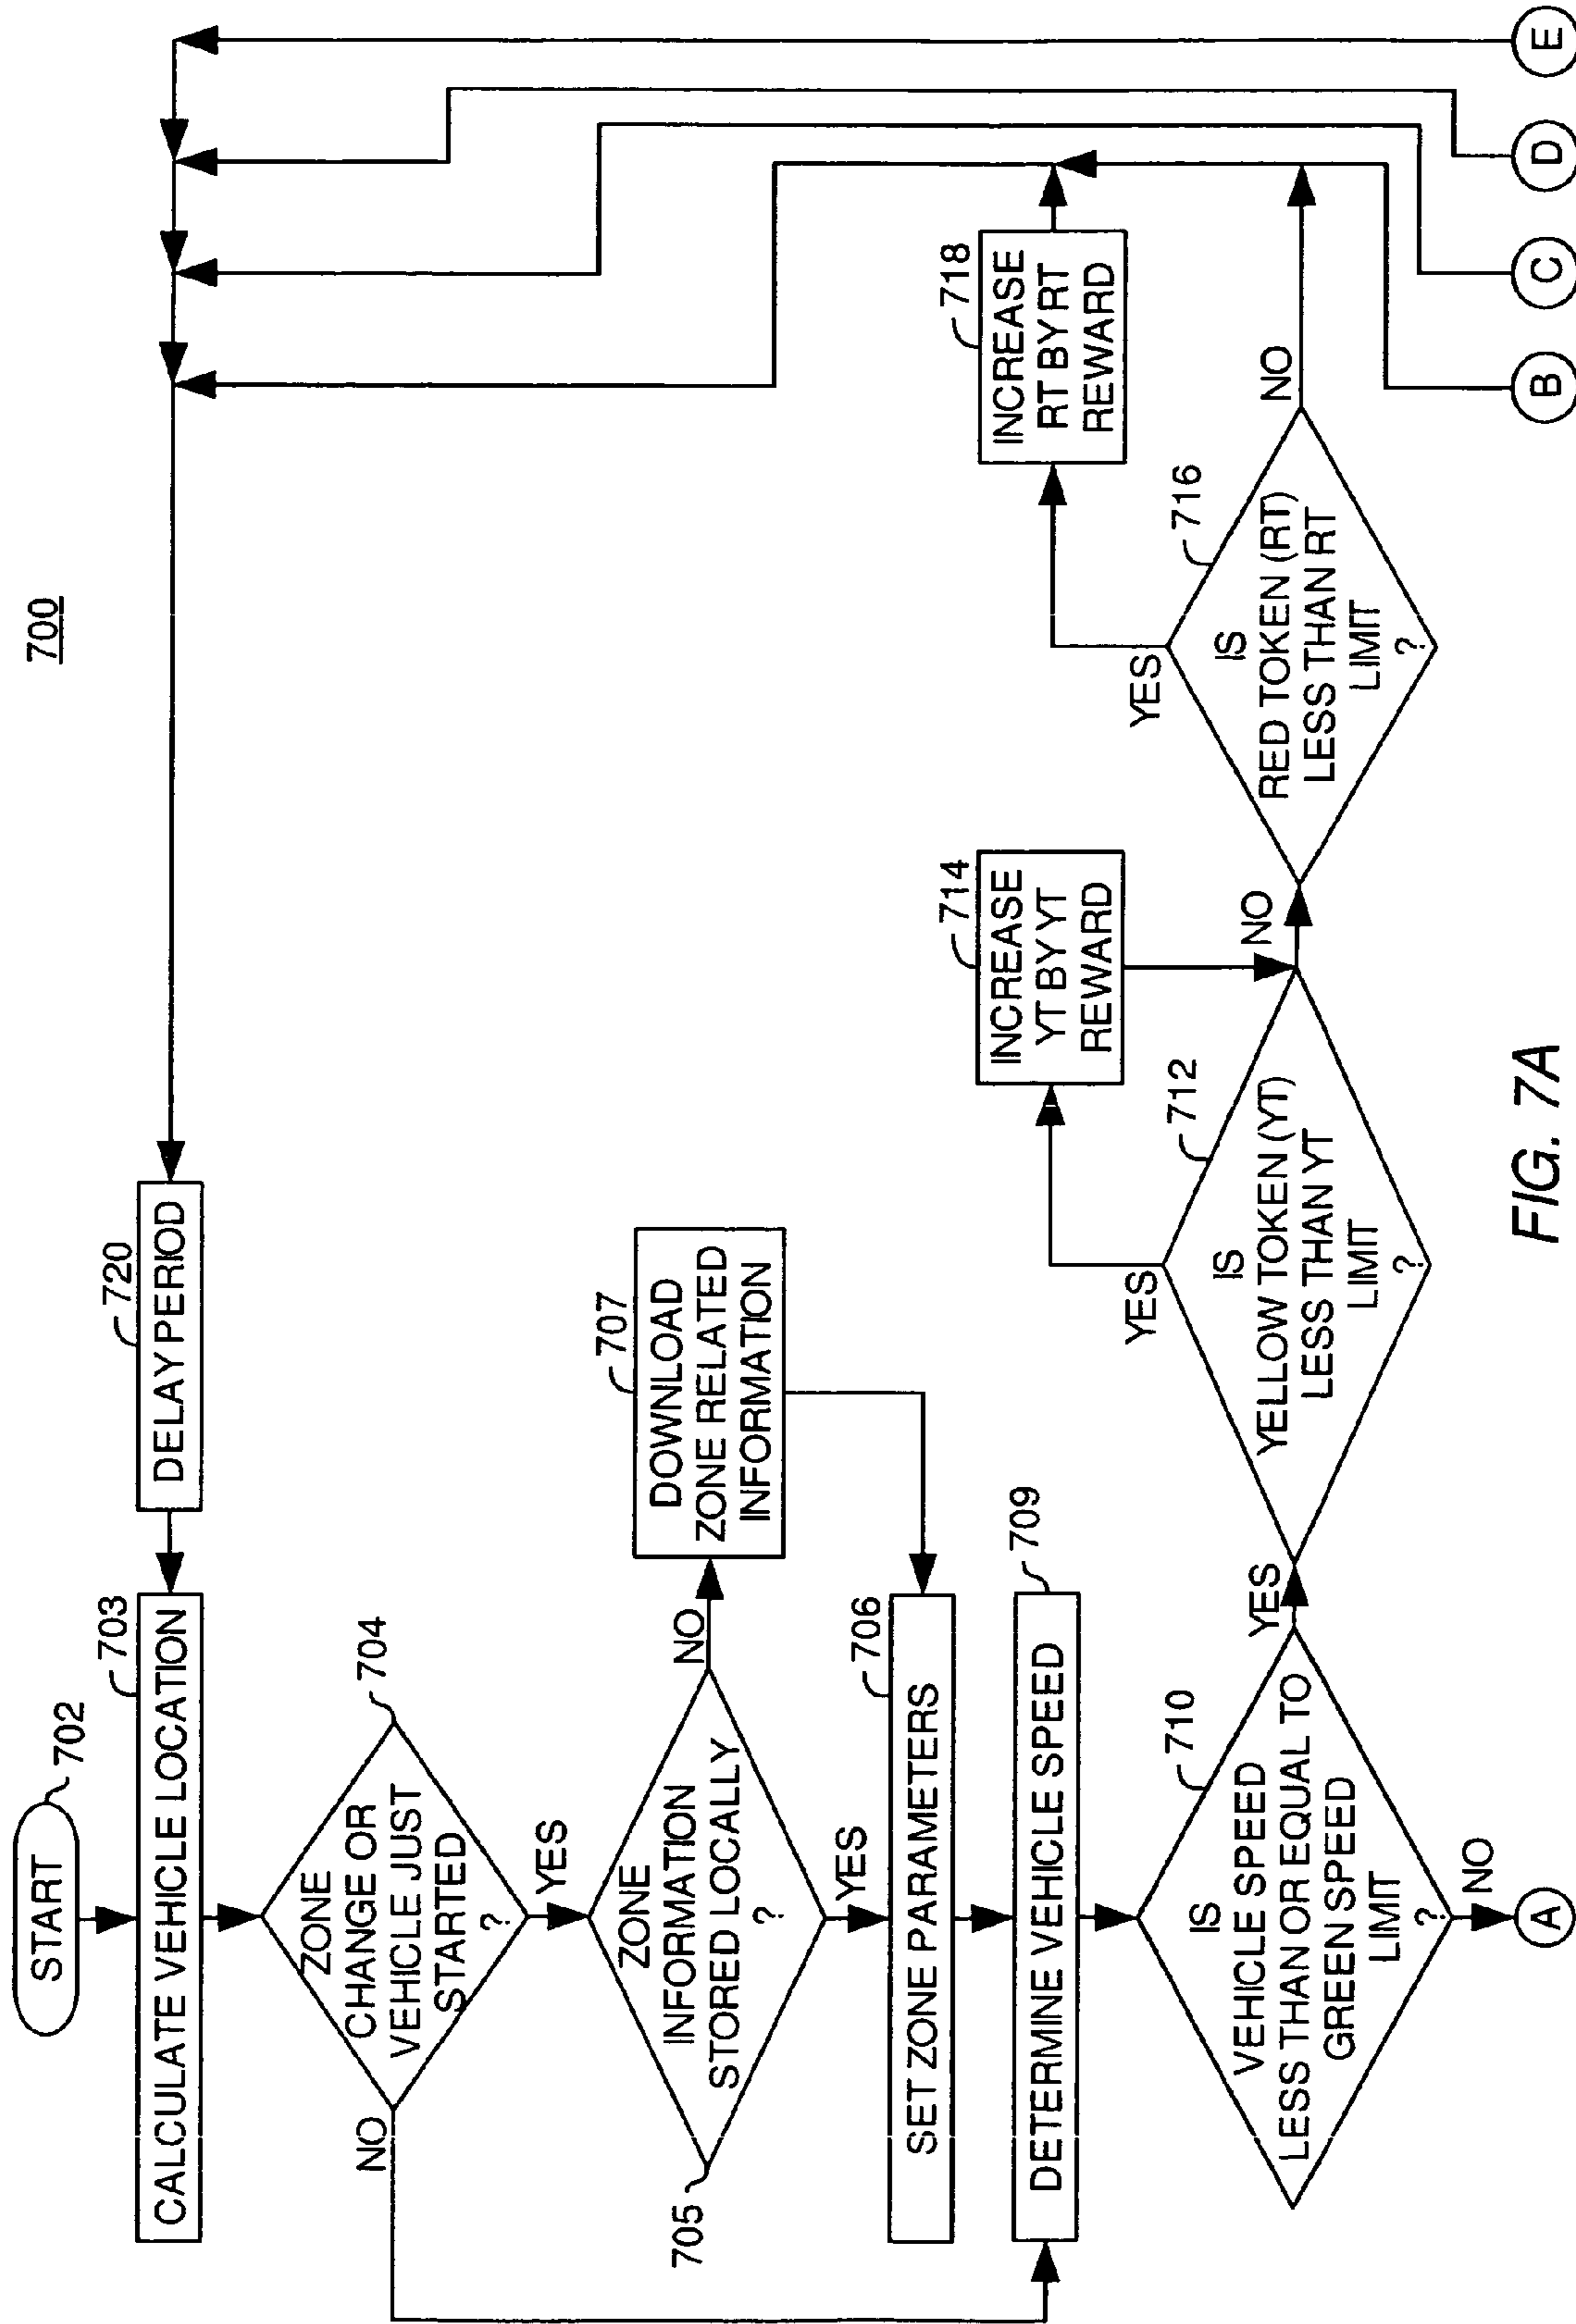 700
START
702
CALCULATE VEHICLE LOCATION
703
DELAY PERIOD
720
ZONE
CHANGE OR
VEHICLE JUST
STARTED
?
704
NO
YES
ZONE
INFORMATION
STORED LOCALLY
?
705
NO
YES
DOWNLOAD
ZONE RELATED
INFORMATION
707
SET ZONE PARAMETERS
706
DETERMINE VEHICLE SPEED
709
IS
VEHICLE SPEED
LESS THAN OR EQUAL TO
GREEN SPEED
LIMIT
?
710
YES
NO
A
IS
YELLOW TOKEN (YT)
LESS THAN YT
LIMIT
?
712
YES
NO
INCREASE
YT BY YT
REWARD
714
IS
RED TOKEN (RT)
LESS THAN RT
LIMIT
?
716
YES
NO
INCREASE
RT BY RT
REWARD
718
B
C
D
E
FIG. 7A